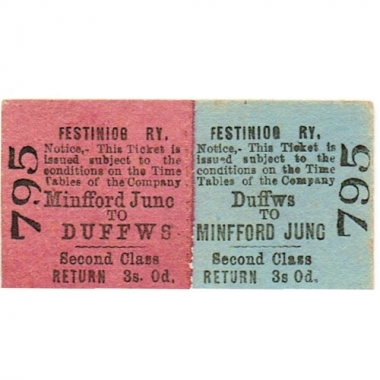 795
FESTINIOG RY.
Notice,- This Ticket is
issued subject to the
conditions on the Time
Tables of the Company
Minfford Junc
TO
DUFFWS
Second Class
RETURN 3s. 0d.
FESTINIOG RY,
Notice,- This Ticket is
issued subject to the
conditions on the Time
Tables of the Company
Duffws
TO
MINFFORD JUNC
Second Class
RETURN 3s 0d.
795